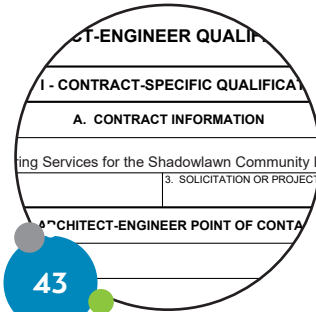 CT-ENGINEER QUALIF
I - CONTRACT-SPECIFIC QUALIFICAT
A. CONTRACT INFORMATION
ring Services for the Shadowlawn Community
3. SOLICITATION OR PROJECT
ARCHITECT-ENGINEER POINT OF CONTA
43